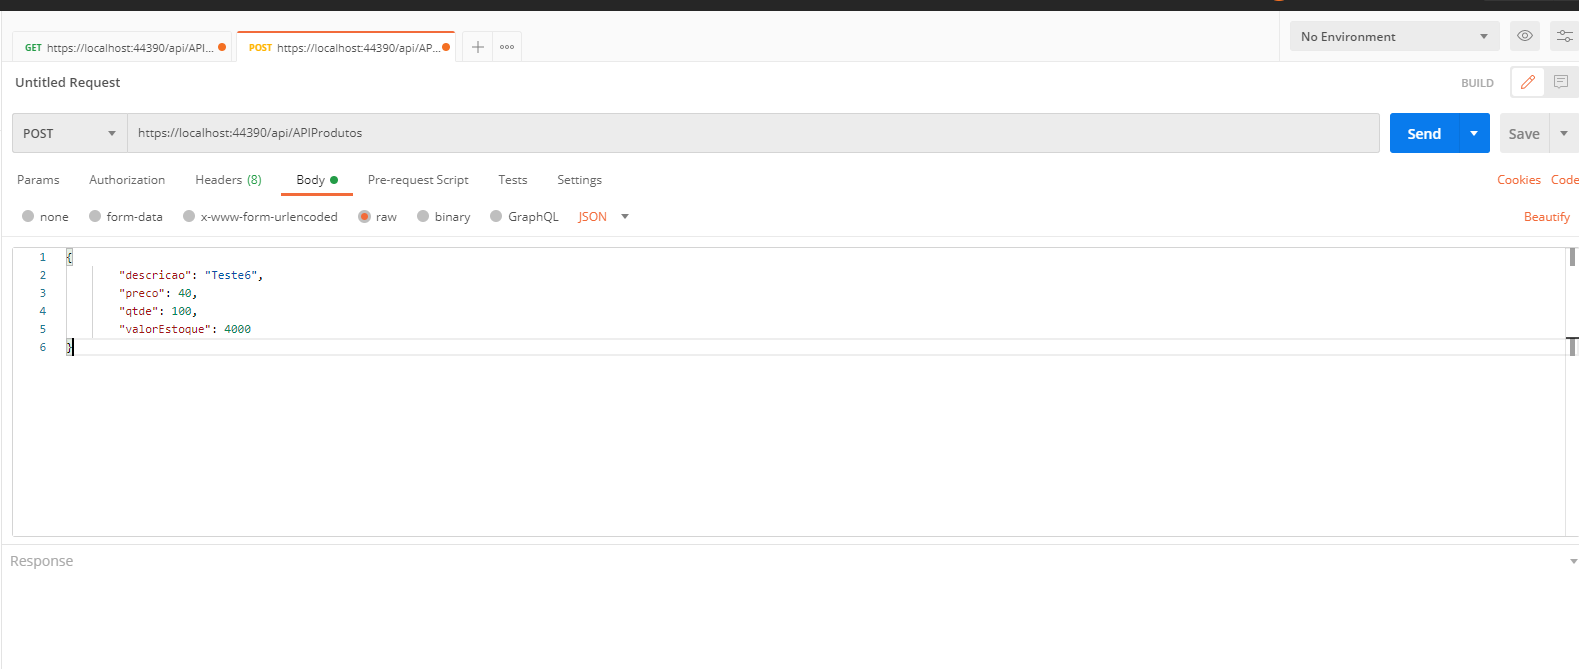 GET https://localhost:44390/api/API...
POST https://localhost:44390/api/AP...
No Environment
Untitled Request
BUILD
POST
https://localhost:44390/api/APIProdutos
Send
Save
Params
Authorization
Headers (8)
Body
Pre-request Script
Tests
Settings
Cookies
Code
none
form-data
x-www-form-urlencoded
raw
binary
GraphQL
JSON
Beautify
1 {
2 "descricao": "Teste6",
3 "preco": 40,
4 "qtde": 100,
5 "valorEstoque": 4000
6 }
Response